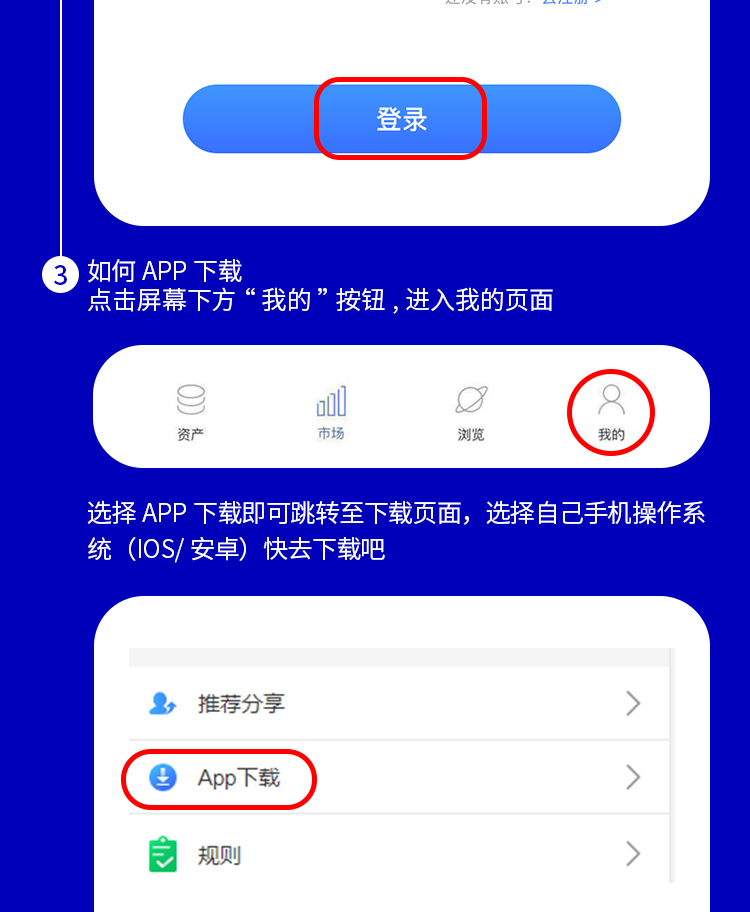 登录
3
如何 APP 下载
点击屏幕下方“我的”按钮 , 进入我的页面
资产
市场
浏览
我的
选择 APP 下载即可跳转至下载页面，选择自己手机操作系
统（IOS/ 安卓）快去下载吧
推荐分享
App下载
规则